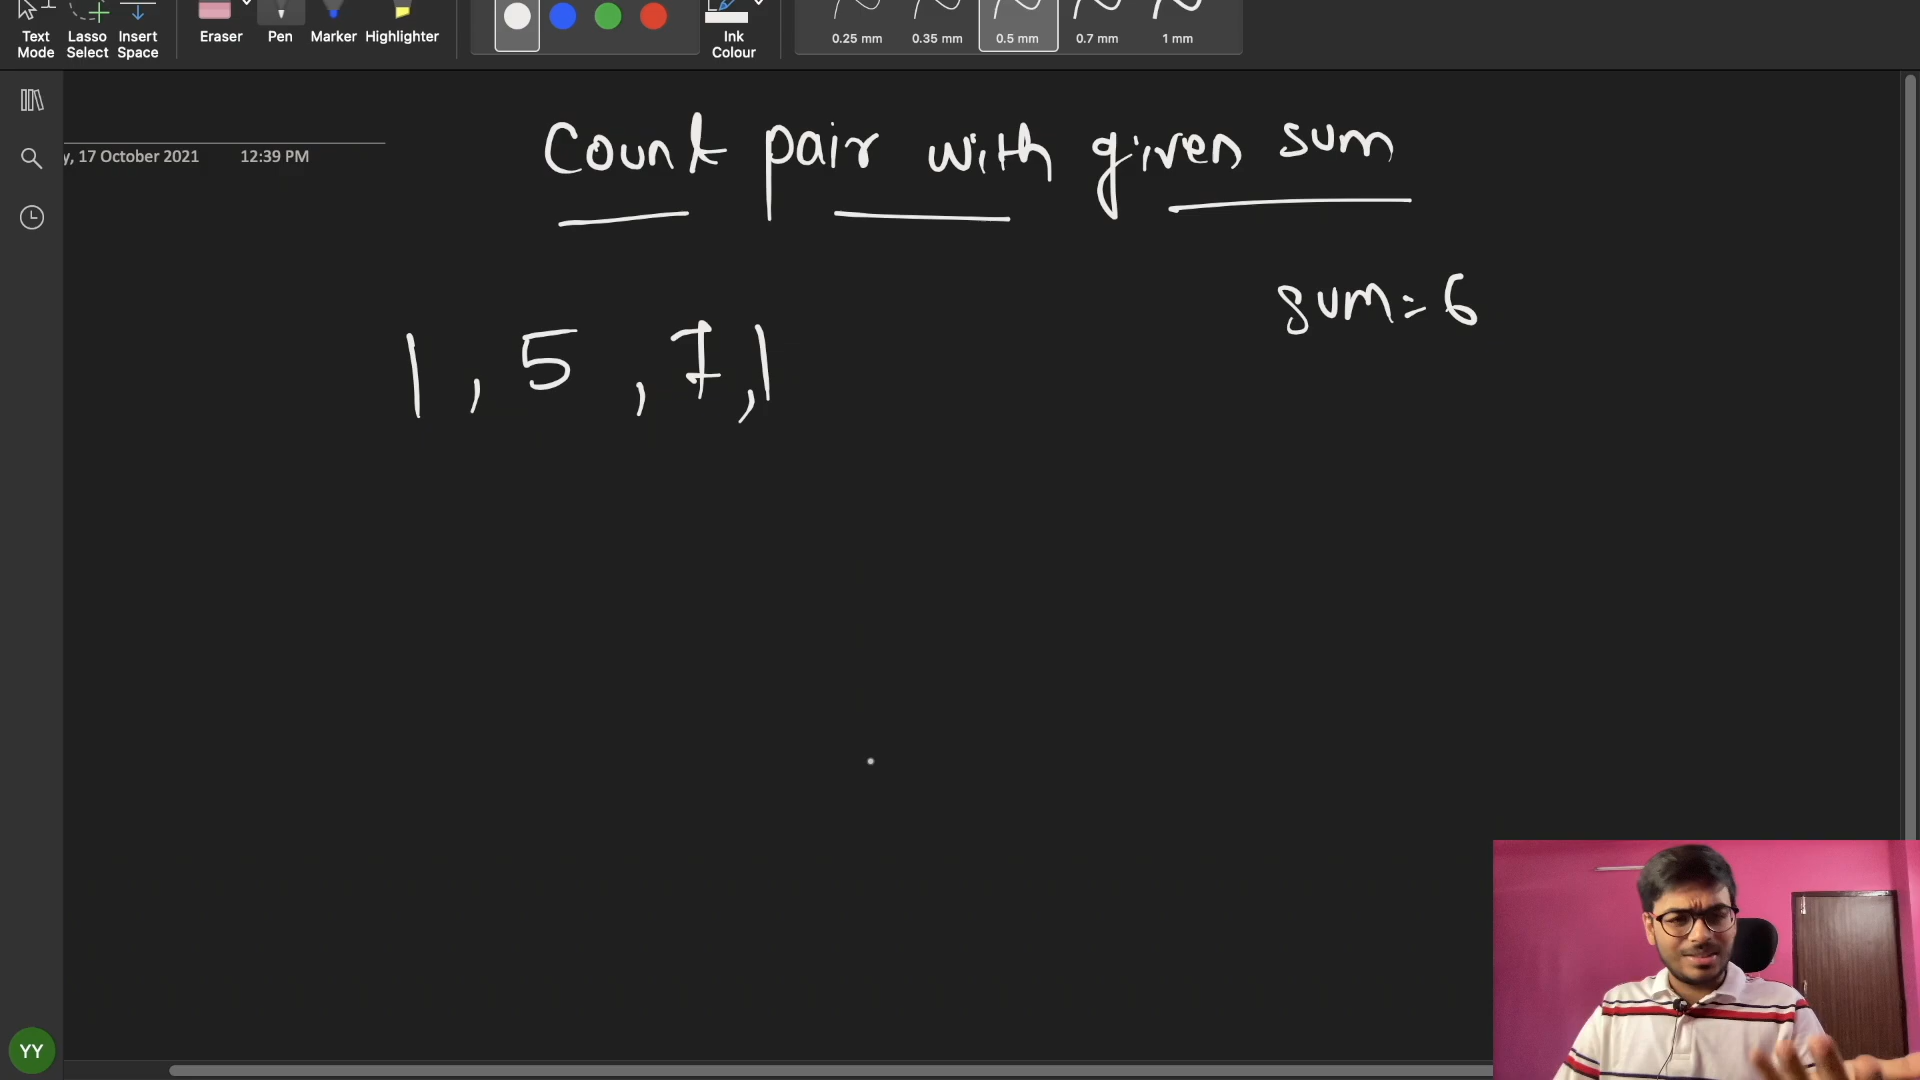 Text Mode
Lasso Select
Insert Space
Eraser
Pen
Marker
Highlighter
Ink Colour
0.25 mm
0.35 mm
0.5 mm
0.7 mm
1 mm
y, 17 October 2021
12:39 PM
Count pair with given sum
sum = 6
1 , 5 , 7 , 1
YY